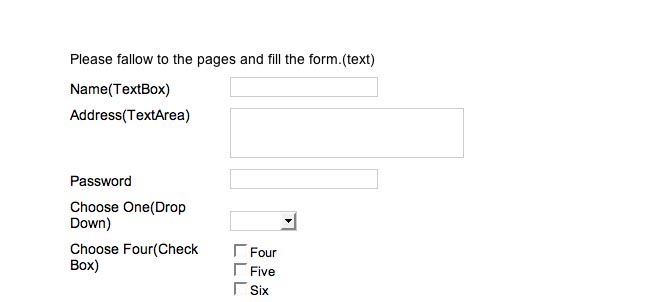 Please fallow to the pages and fill the form.(text)
Name(TextBox)
Address(TextArea)
Password
Choose One(Drop
Down)
Choose Four(Check
Box)
Four
Five
Six